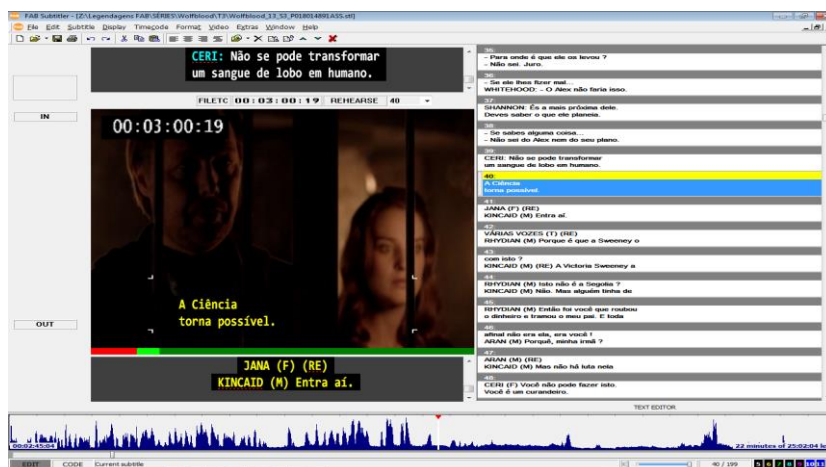 FAB Subtitler - [Z:\Legendagens FAB\SÉRIES\Wolfblood\T3\Wolfblood_13_S3_P018014891ASS.stl]
File Edit Subtitle Display Timecode Format Video Extras Window Help
CERI: Não se pode transformar
um sangue de lobo em humano.
FILETC 00:03:00:19 REHEARSE 40
IN
00:03:00:19
A Ciência
torna possível.
OUT
JANA (F) (RE)
KINCAID (M) Entra aí.
35:
- Para onde é que ele os levou ?
- Não sei. Juro.
36:
- Se ele lhes fizer mal...
WHITEHOOD: - O Alex não faria isso.
37:
SHANNON: És a mais próxima dele.
Deves saber o que ele planeia.
38:
- Se sabes alguma coisa...
- Não sei do Alex nem do seu plano.
39:
CERI: Não se pode transformar
um sangue de lobo em humano.
40:
A Ciência
torna possível.
41:
JANA (F) (RE)
KINCAID (M) Entra aí.
42:
VÁRIAS VOZES (T) (RE)
RHYDIAN (M) Porque é que a Sweeney o
43:
com isto ?
KINCAID (M) (RE) A Victoria Sweeney a
44:
RHYDIAN (M) Isto não é a Segolia ?
KINCAID (M) Não. Mas alguém tinha de
45:
RHYDIAN (M) Então foi você que roubou
o dinheiro e tramou o meu pai. E toda
46:
afinal não era ela, era você !
ARAN (M) Porquê, minha irmã ?
47:
ARAN (M) (RE)
KINCAID (M) Mas não há luta nela
48:
CERI (F) Você não pode fazer isto.
Você é um curandeiro.
TEXT EDITOR
00:02:45:04
22 minutes of 25:02:04
EDIT CODE Current subtitle
40 / 199
5 6 7 8 9 10 11